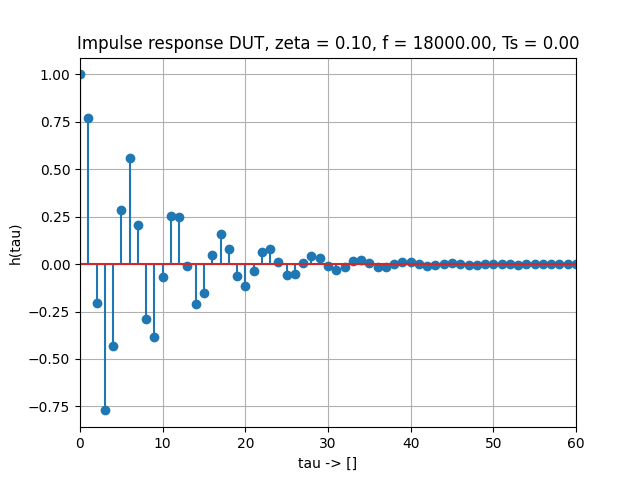 Impulse response DUT, zeta = 0.10, f = 18000.00, Ts = 0.00
1.00
0.75
0.50
0.25
0.00
−0.25
−0.50
−0.75
h(tau)
0 10 20 30 40 50 60
tau -> []